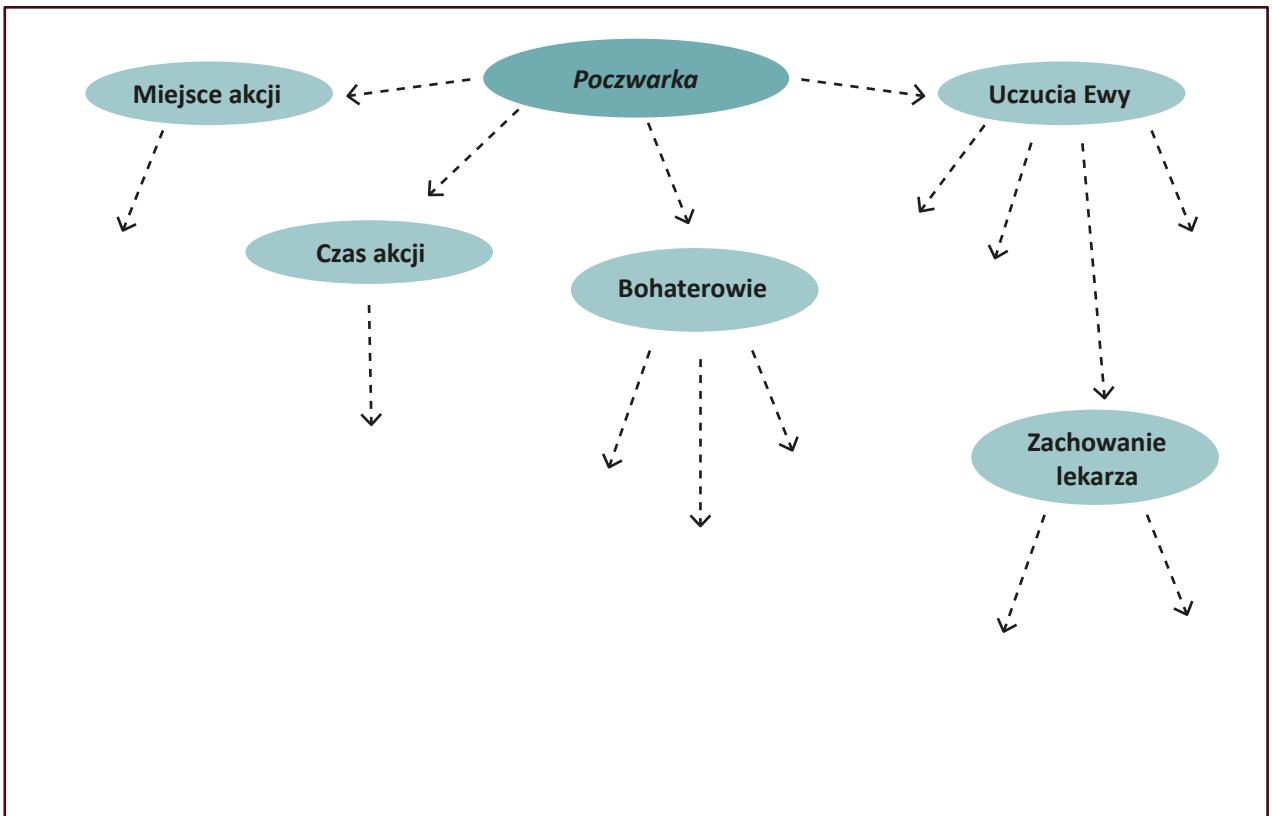 Poczwarka
Miejsce akcji
Uczucia Ewy
Czas akcji
Bohaterowie
Zachowanie
lekarza